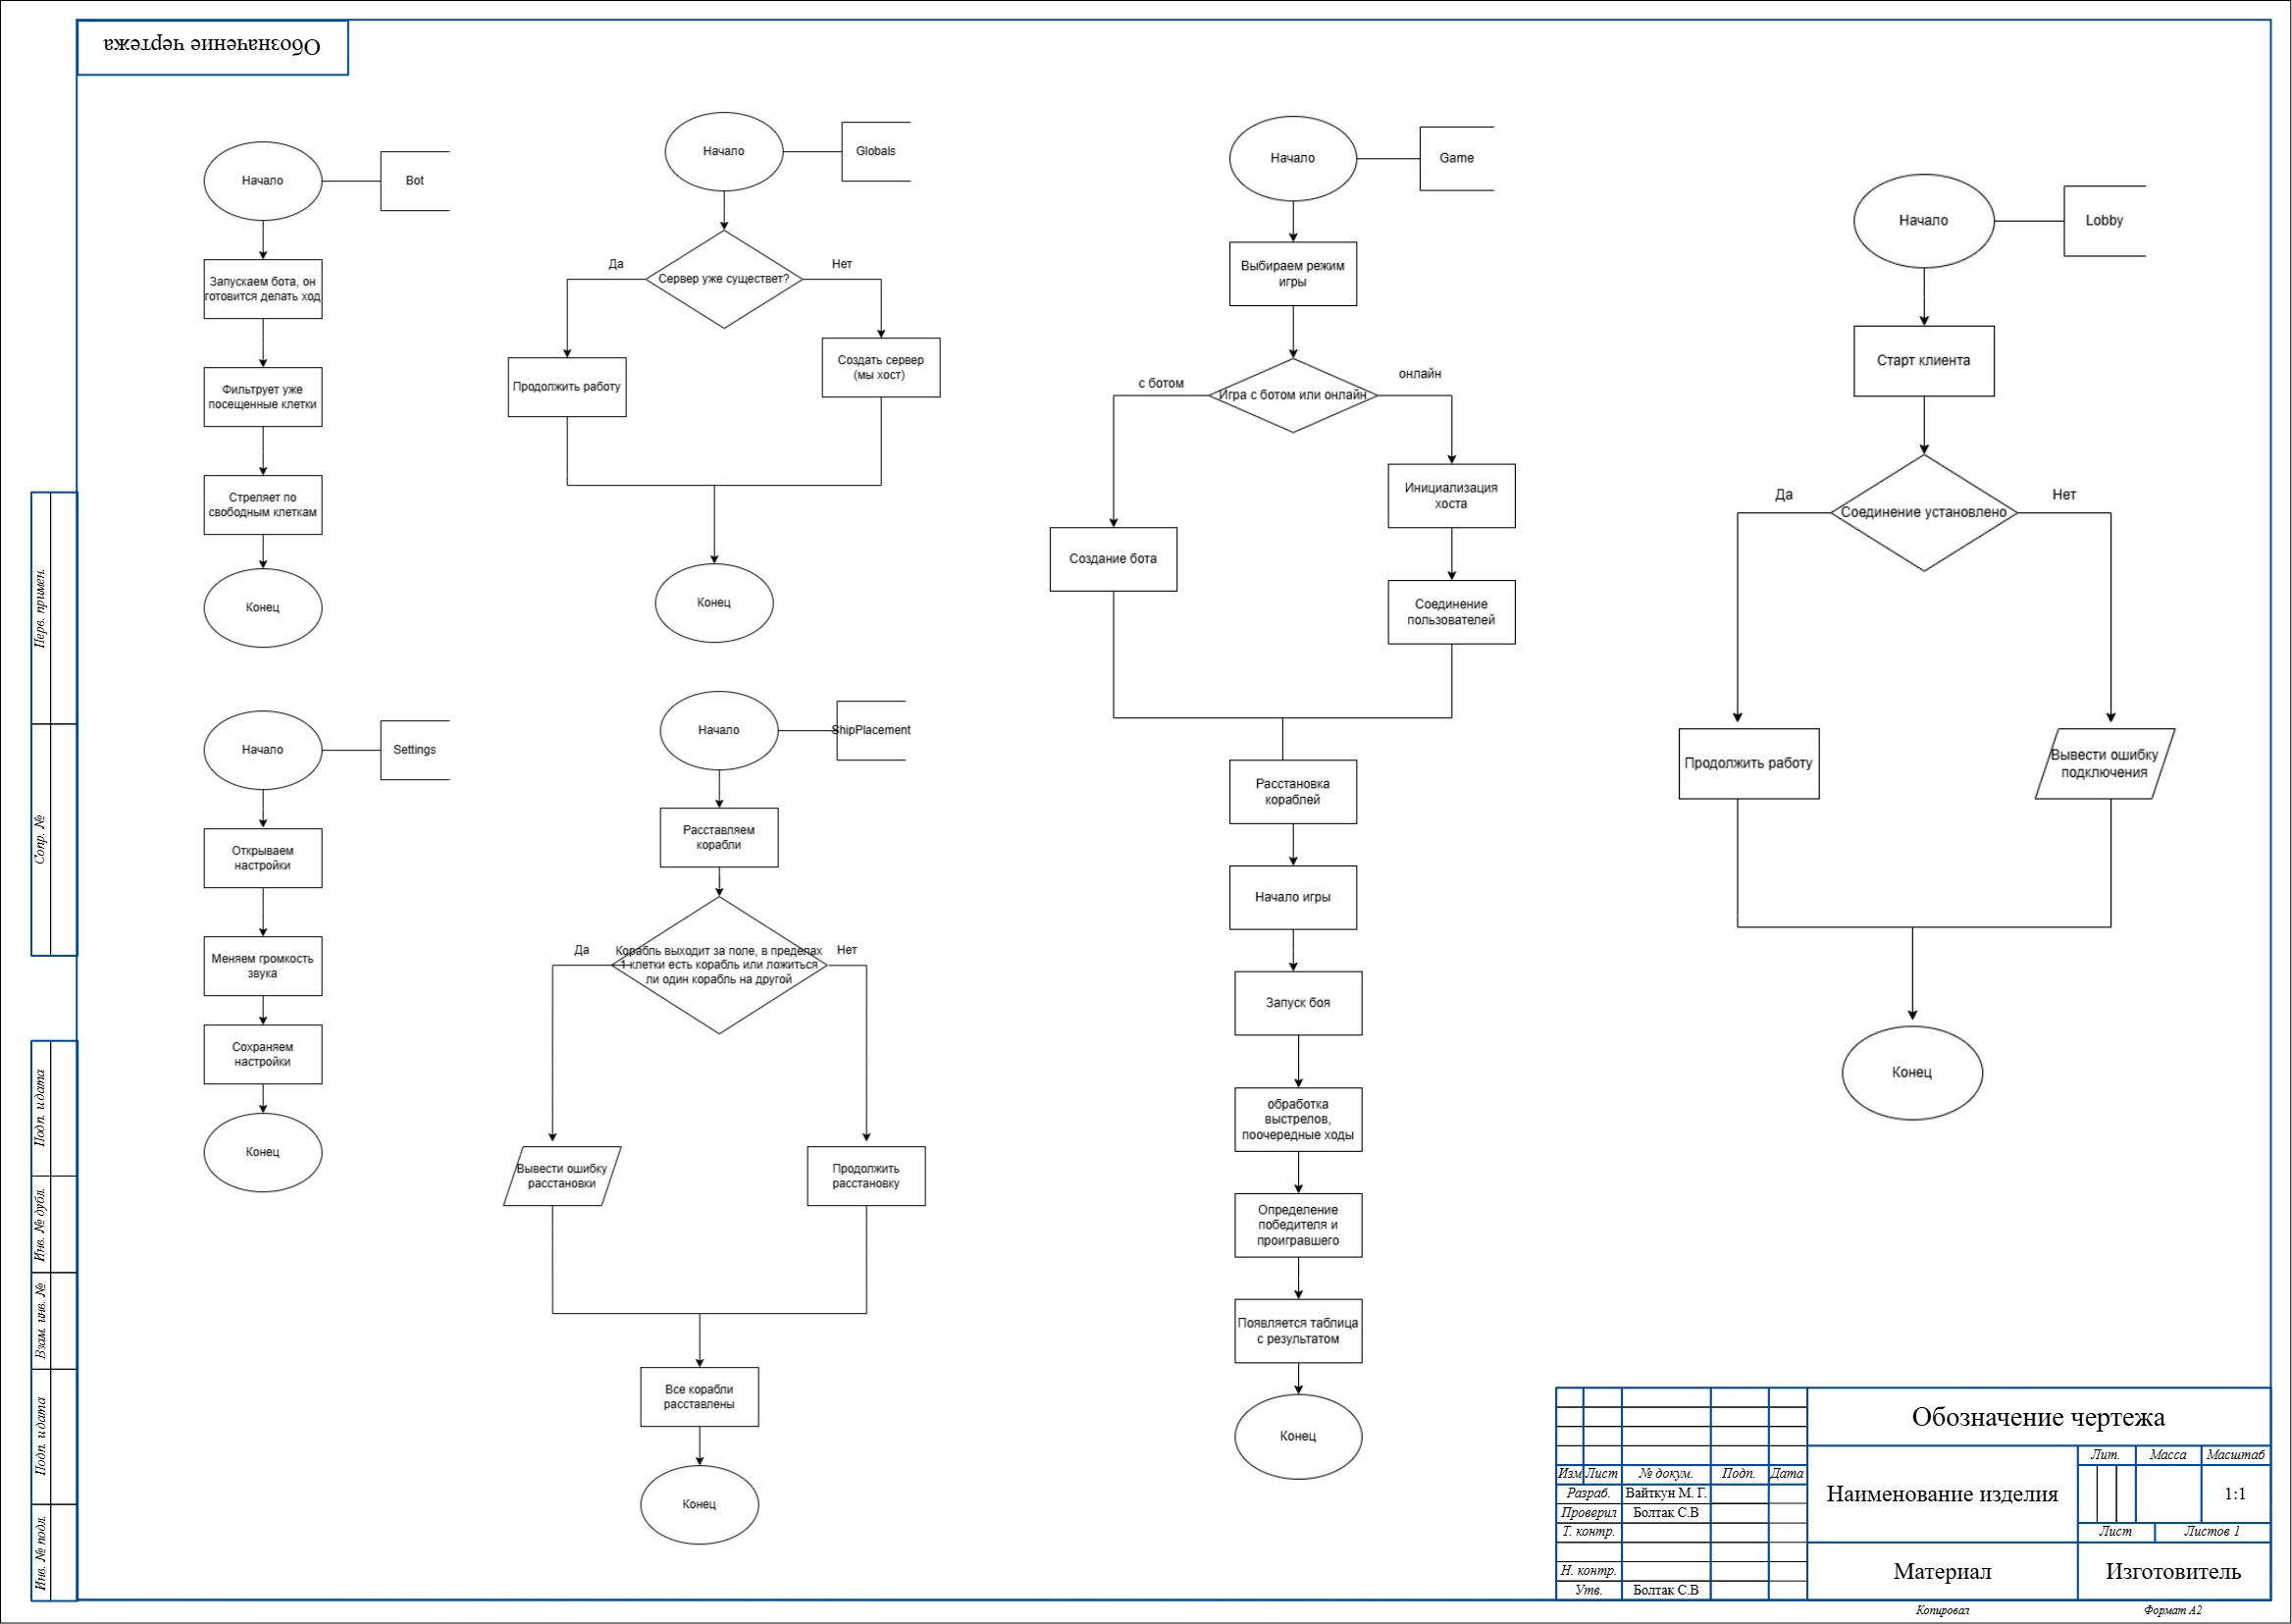 Обозначение чертежа
Начало
Bot
Запускаем бота, он
готовится делать ход
Фильтрует уже
посещенные клетки
Стреляет по
свободным клеткам
Конец
Начало
Globals
Сервер уже существет?
Да
Нет
Продолжить работу
Создать сервер
(мы хост)
Конец
Начало
Game
Выбираем режим
игры
Игра с ботом или онлайн
с ботом
онлайн
Создание бота
Инициализация
хоста
Соединение
пользователей
Расстановка
кораблей
Начало игры
Запуск боя
обработка
выстрелов,
поочередные ходы
Определение
победителя и
проигравшего
Появляется таблица
с результатом
Конец
Начало
Lobby
Старт клиента
Соединение установлено
Да
Нет
Продолжить работу
Вывести ошибку
подключения
Конец
Начало
Settings
Открываем
настройки
Меняем громкость
звука
Сохраняем
настройки
Конец
Начало
ShipPlacement
Расставляем
корабли
Корабль выходит за поле, в пределах
1 клетки есть корабль или ложиться
ли один корабль на другой
Да
Нет
Вывести ошибку
расстановки
Продолжить
расстановку
Все корабли
расставлены
Конец
Перв. примен.
Сопр. №
Подп. и дата
Инв. № дубл.
Взам. инв. №
Подп. и дата
Инв. № подл.
Изм Лист № докум. Подп. Дата
Разраб. Вайткун М. Г.
Проверил Болтак С.В
Т. контр.
Н. контр.
Утв. Болтак С.В
Обозначение чертежа
Наименование изделия
Лит. Масса Масштаб
1:1
Лист Листов 1
Материал
Изготовитель
Копировал Формат А2